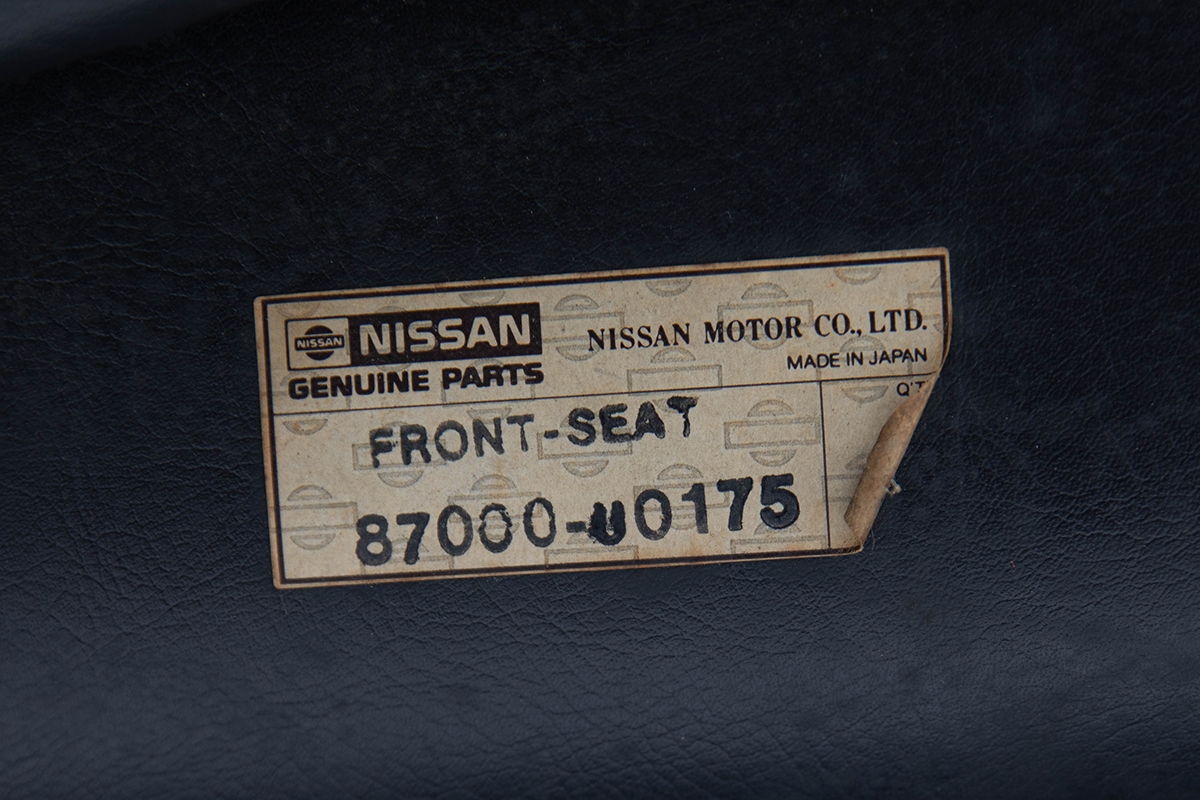 NISSAN NISSAN
GENUINE PARTS
NISSAN MOTOR CO., LTD.
MADE IN JAPAN
Q'T
FRONT-SEAT
87000-U0175